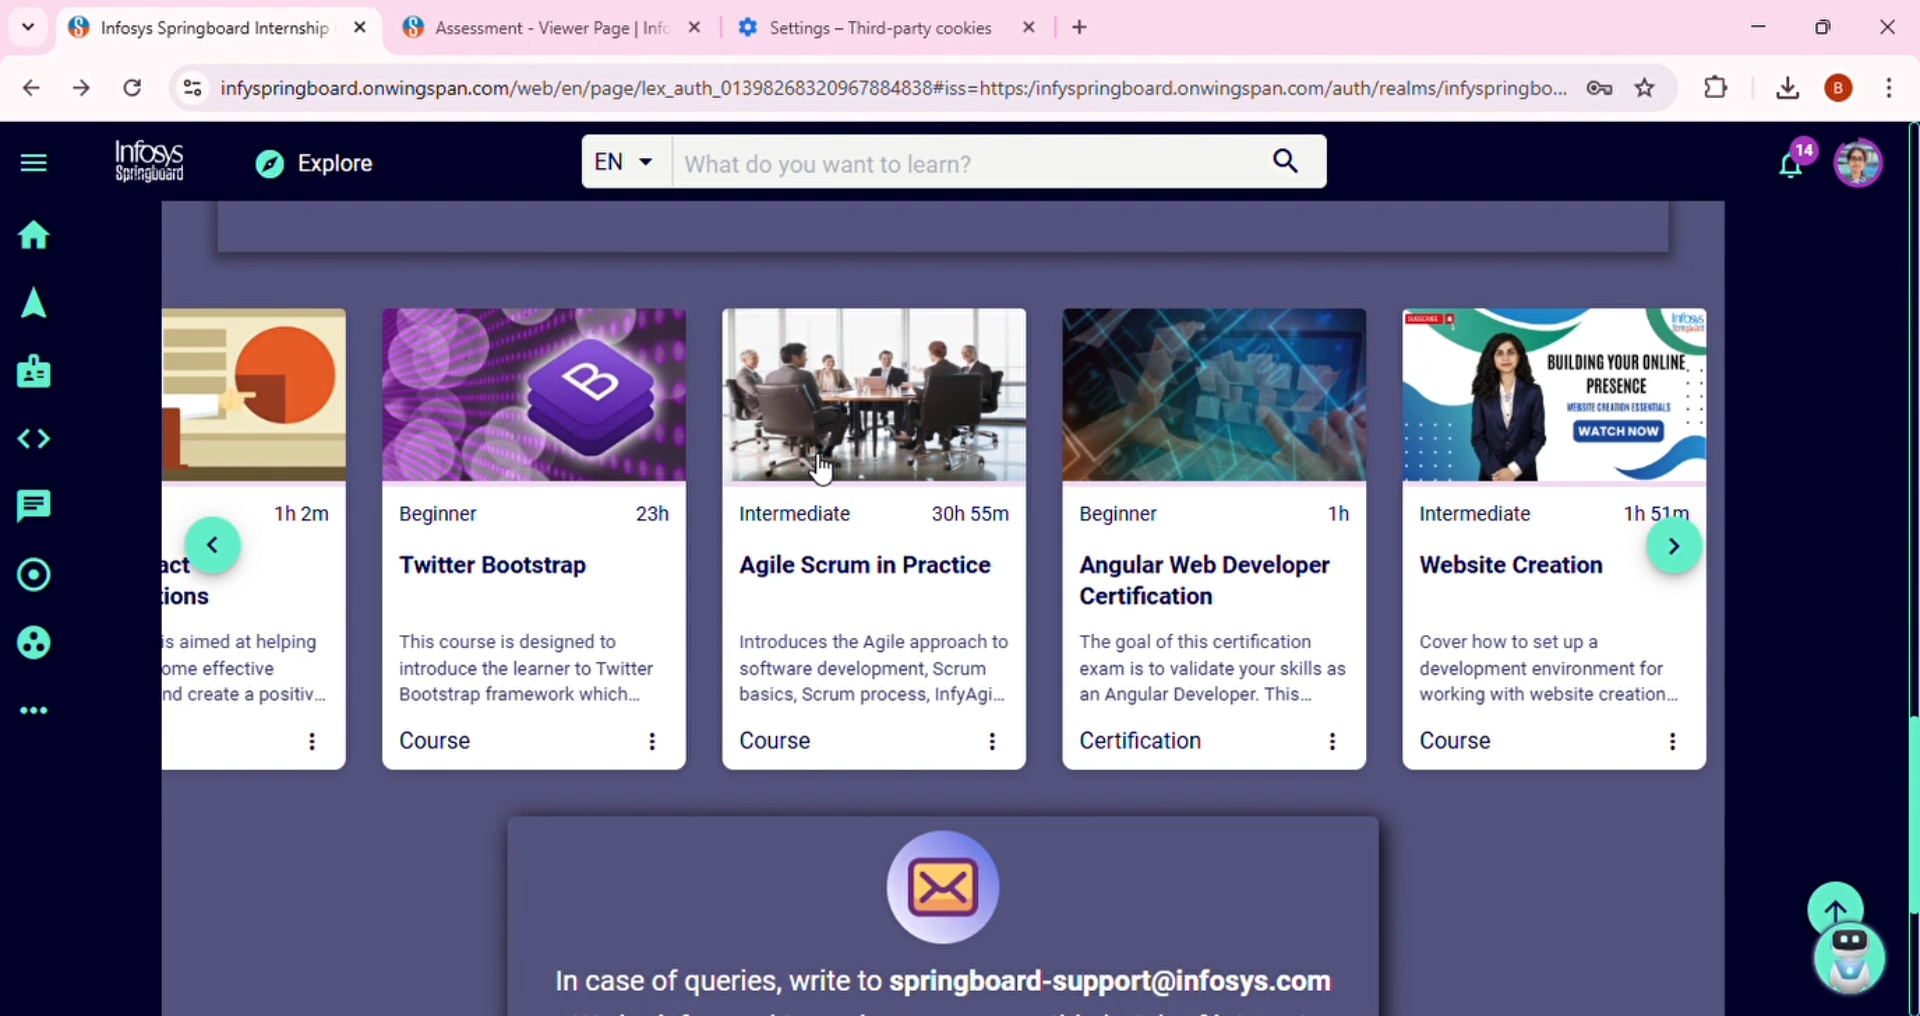 Infosys Springboard Internship
Assessment - Viewer Page | Info
Settings – Third-party cookies
infyspringboard.onwingspan.com/web/en/page/lex_auth_01398268320967884838#iss=https:/infyspringboard.onwingspan.com/auth/realms/infyspringbo...
B
Infosys
Springboard
Explore
EN
What do you want to learn?
14
1h 2m
act
ions
is aimed at helping
ome effective
nd create a positiv...
B
Beginner 23h
Twitter Bootstrap
This course is designed to
introduce the learner to Twitter
Bootstrap framework which...
Course
Intermediate 30h 55m
Agile Scrum in Practice
Introduces the Agile approach to
software development, Scrum
basics, Scrum process, InfyAgi...
Course
Beginner 1h
Angular Web Developer
Certification
The goal of this certification
exam is to validate your skills as
an Angular Developer. This...
Certification
SUBSCRIBE
Infosys
Springboard
BUILDING YOUR ONLINE
PRESENCE
WEBSITE CREATION ESSENTIALS
WATCH NOW
Intermediate 1h 51m
Website Creation
Cover how to set up a
development environment for
working with website creation...
Course
In case of queries, write to springboard-support@infosys.com